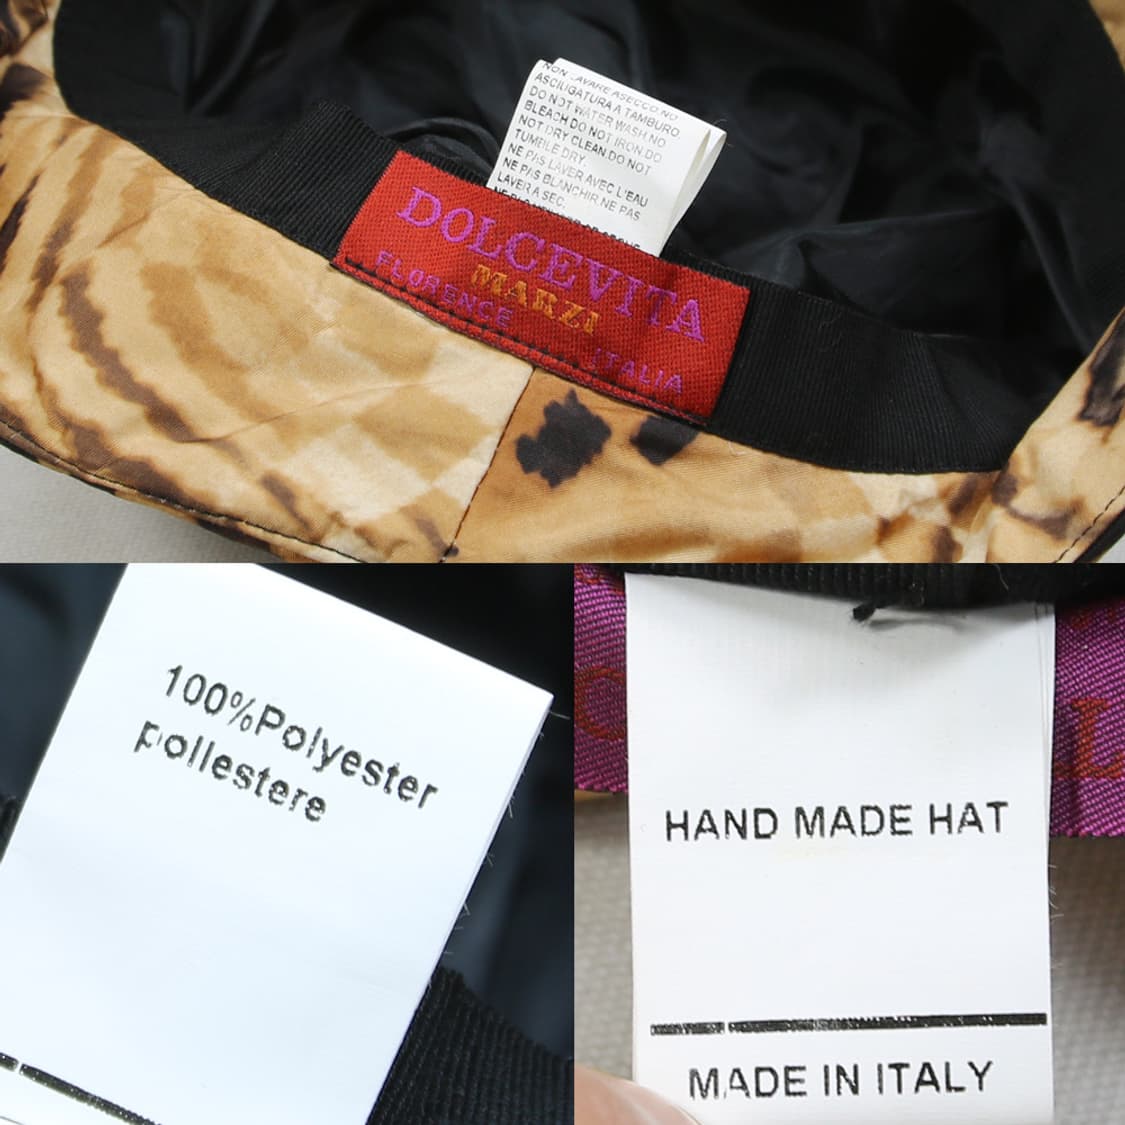 NON LAVARE ASECCO.NO
ASCILIGATURA A TAMBURO
DO NOT WATER WASH.NO
BLEACH DO NOT IRON.DO
NOT DRY CLEAN.DO NOT
TUMBLE DRY.
NE PAS LAVER AVEC L'EAU
NE PAS BLANCHIR.NE PAS
LAVER A SEC.
DOLCEVITA
MARZI
FLORENCE ITALIA
100%Polyester
poliestere
HAND MADE HAT
MADE IN ITALY